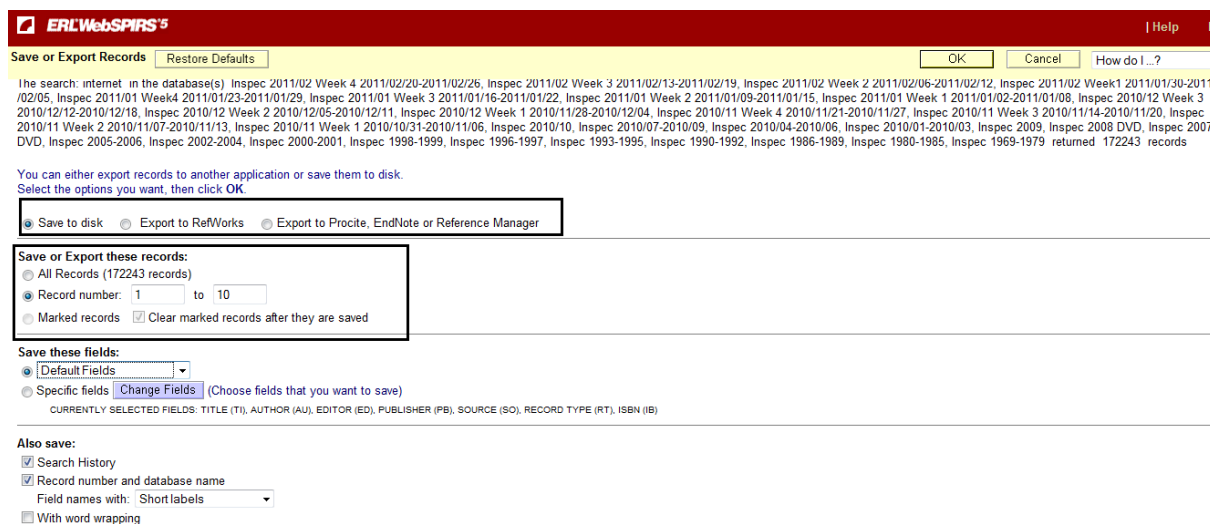 ERL WebSPIRS 5
| Help
Save or Export Records Restore Defaults OK Cancel How do I ...?
The search: internet in the database(s) Inspec 2011/02 Week 4 2011/02/20-2011/02/26, Inspec 2011/02 Week 3 2011/02/13-2011/02/19, Inspec 2011/02 Week 2 2011/02/06-2011/02/12, Inspec 2011/02 Week1 2011/01/30-2011
/02/05, Inspec 2011/01 Week4 2011/01/23-2011/01/29, Inspec 2011/01 Week 3 2011/01/16-2011/01/22, Inspec 2011/01 Week 2 2011/01/09-2011/01/15, Inspec 2011/01 Week 1 2011/01/02-2011/01/08, Inspec 2010/12 Week 3
2010/12/12-2010/12/18, Inspec 2010/12 Week 2 2010/12/05-2010/12/11, Inspec 2010/12 Week 1 2010/11/28-2010/12/04, Inspec 2010/11 Week 4 2010/11/21-2010/11/27, Inspec 2010/11 Week 3 2010/11/14-2010/11/20, Inspec
2010/11 Week 2 2010/11/07-2010/11/13, Inspec 2010/11 Week 1 2010/10/31-2010/11/06, Inspec 2010/10, Inspec 2010/07-2010/09, Inspec 2010/04-2010/06, Inspec 2010/01-2010/03, Inspec 2009, Inspec 2008 DVD, Inspec 2007
DVD, Inspec 2005-2006, Inspec 2002-2004, Inspec 2000-2001, Inspec 1998-1999, Inspec 1996-1997, Inspec 1993-1995, Inspec 1990-1992, Inspec 1986-1989, Inspec 1980-1985, Inspec 1969-1979 returned 172243 records
You can either export records to another application or save them to disk.
Select the options you want, then click OK.
Save to disk Export to RefWorks Export to Procite, EndNote or Reference Manager
Save or Export these records:
All Records (172243 records)
Record number: 1 to 10
Marked records Clear marked records after they are saved
Save these fields:
Default Fields
Specific fields Change Fields (Choose fields that you want to save)
CURRENTLY SELECTED FIELDS: TITLE (TI), AUTHOR (AU), EDITOR (ED), PUBLISHER (PB), SOURCE (SO), RECORD TYPE (RT), ISBN (IB)
Also save:
Search History
Record number and database name
Field names with: Short labels
With word wrapping